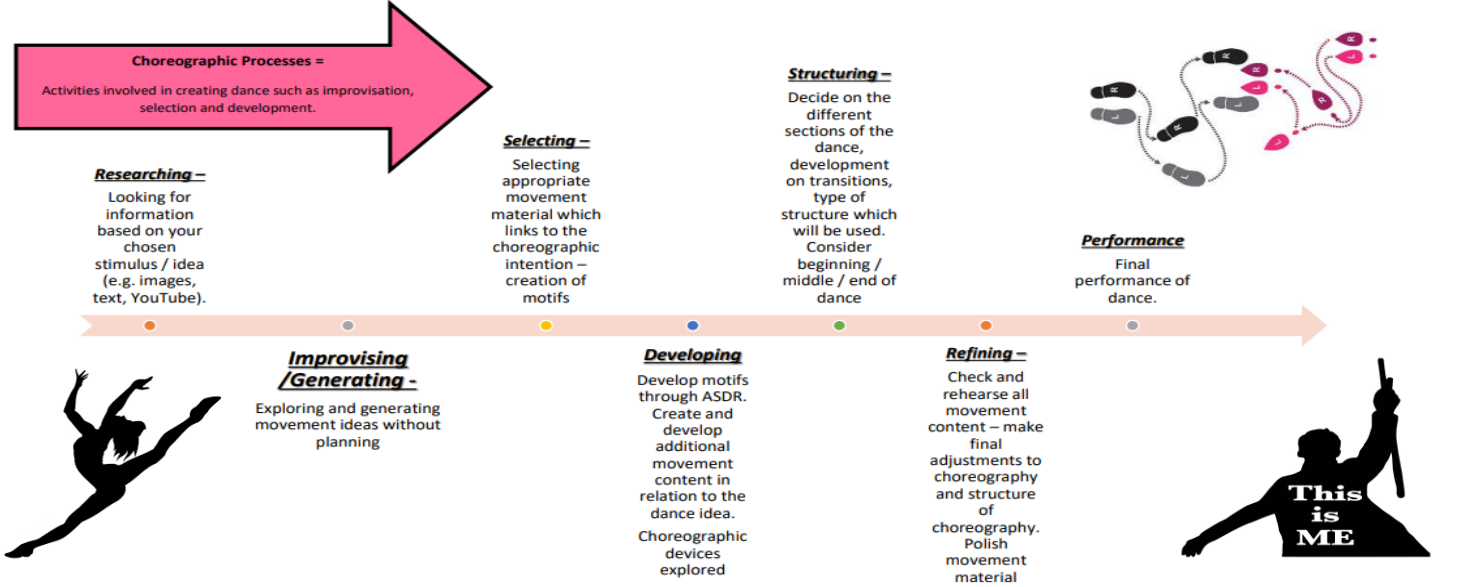 Choreographic Processes =
Activities involved in creating dance such as improvisation,
selection and development.
Researching –
Looking for
information
based on your
chosen
stimulus / idea
(e.g. images,
text, YouTube).
Improvising
/Generating -
Exploring and generating
movement ideas without
planning
Selecting –
Selecting
appropriate
movement
material which
links to the
choreographic
intention –
creation of
motifs
Developing
Develop motifs
through ASDR.
Create and
develop
additional
movement
content in
relation to the
dance idea.
Choreographic
devices
explored
Structuring –
Decide on the
different
sections of the
dance,
development
on transitions,
type of
structure which
will be used.
Consider
beginning /
middle / end of
dance
Refining –
Check and
rehearse all
movement
content – make
final
adjustments to
choreography
and structure
of
choreography.
Polish
movement
material
Performance
Final
performance of
dance.
R
L
R
L
R
L
R
L
R
L
R
L
This
is
ME